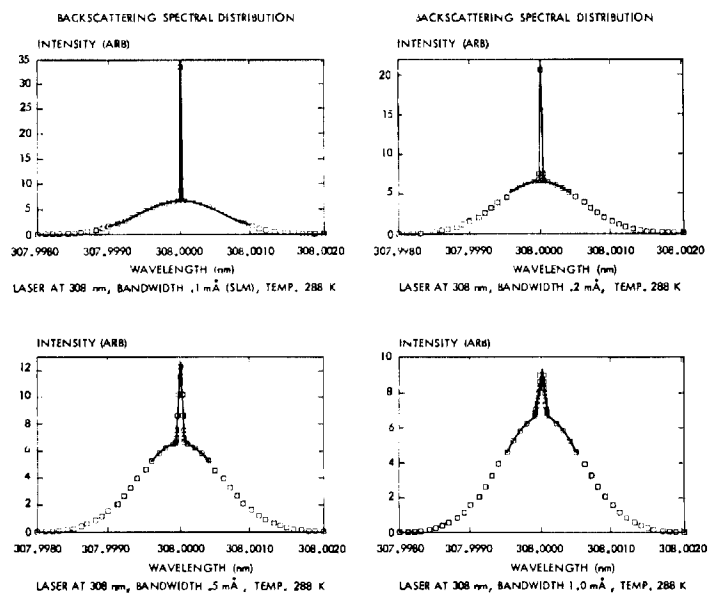 BACKSCATTERING SPECTRAL DISTRIBUTION
INTENSITY (ARB)
35
30
25
20
15
10
5
0
307.9980 307.9990 308.0000 308.0010 308.0020
WAVELENGTH (nm)
LASER AT 308 nm, BANDWIDTH .1 mÅ (SLM), TEMP. 288 K
BACKSCATTERING SPECTRAL DISTRIBUTION
INTENSITY (ARB)
20
15
10
5
0
307.9980 307.9990 308.0000 308.0010 308.0020
WAVELENGTH (nm)
LASER AT 308 nm, BANDWIDTH .2 mÅ, TEMP. 288 K
INTENSITY (ARB)
12
10
8
6
4
2
0
307.9980 307.9990 308.0000 308.0010 308.0020
WAVELENGTH (nm)
LASER AT 308 nm, BANDWIDTH .5 mÅ, TEMP. 288 K
INTENSITY (ARB)
10
8
6
4
2
0
307.9980 307.9990 308.0000 308.0010 308.0020
WAVELENGTH (nm)
LASER AT 308 nm, BANDWIDTH 1.0 mÅ, TEMP. 288 K